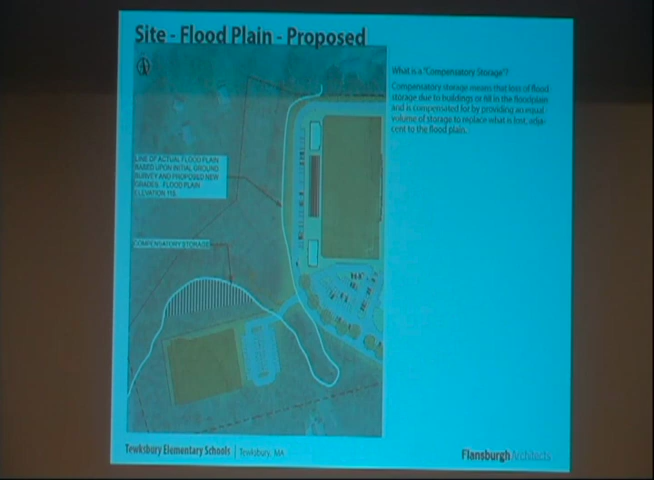 Site - Flood Plain - Proposed
What is a "Compensatory Storage"?
Compensatory storage means that loss of flood
storage due to buildings or fill in the floodplain
and is compensated for by providing an equal
volume of storage to replace what is lost, adja-
cent to the flood plain.
LINE OF ACTUAL FLOOD PLAIN
BASED UPON INITIAL GROUND
SURVEY AND PROPOSED NEW
GRADES. FLOOD PLAIN
ELEVATION 110.
COMPENSATORY STORAGE
Tewksbury Elementary Schools | Tewksbury, MA
FlansburghArchitects